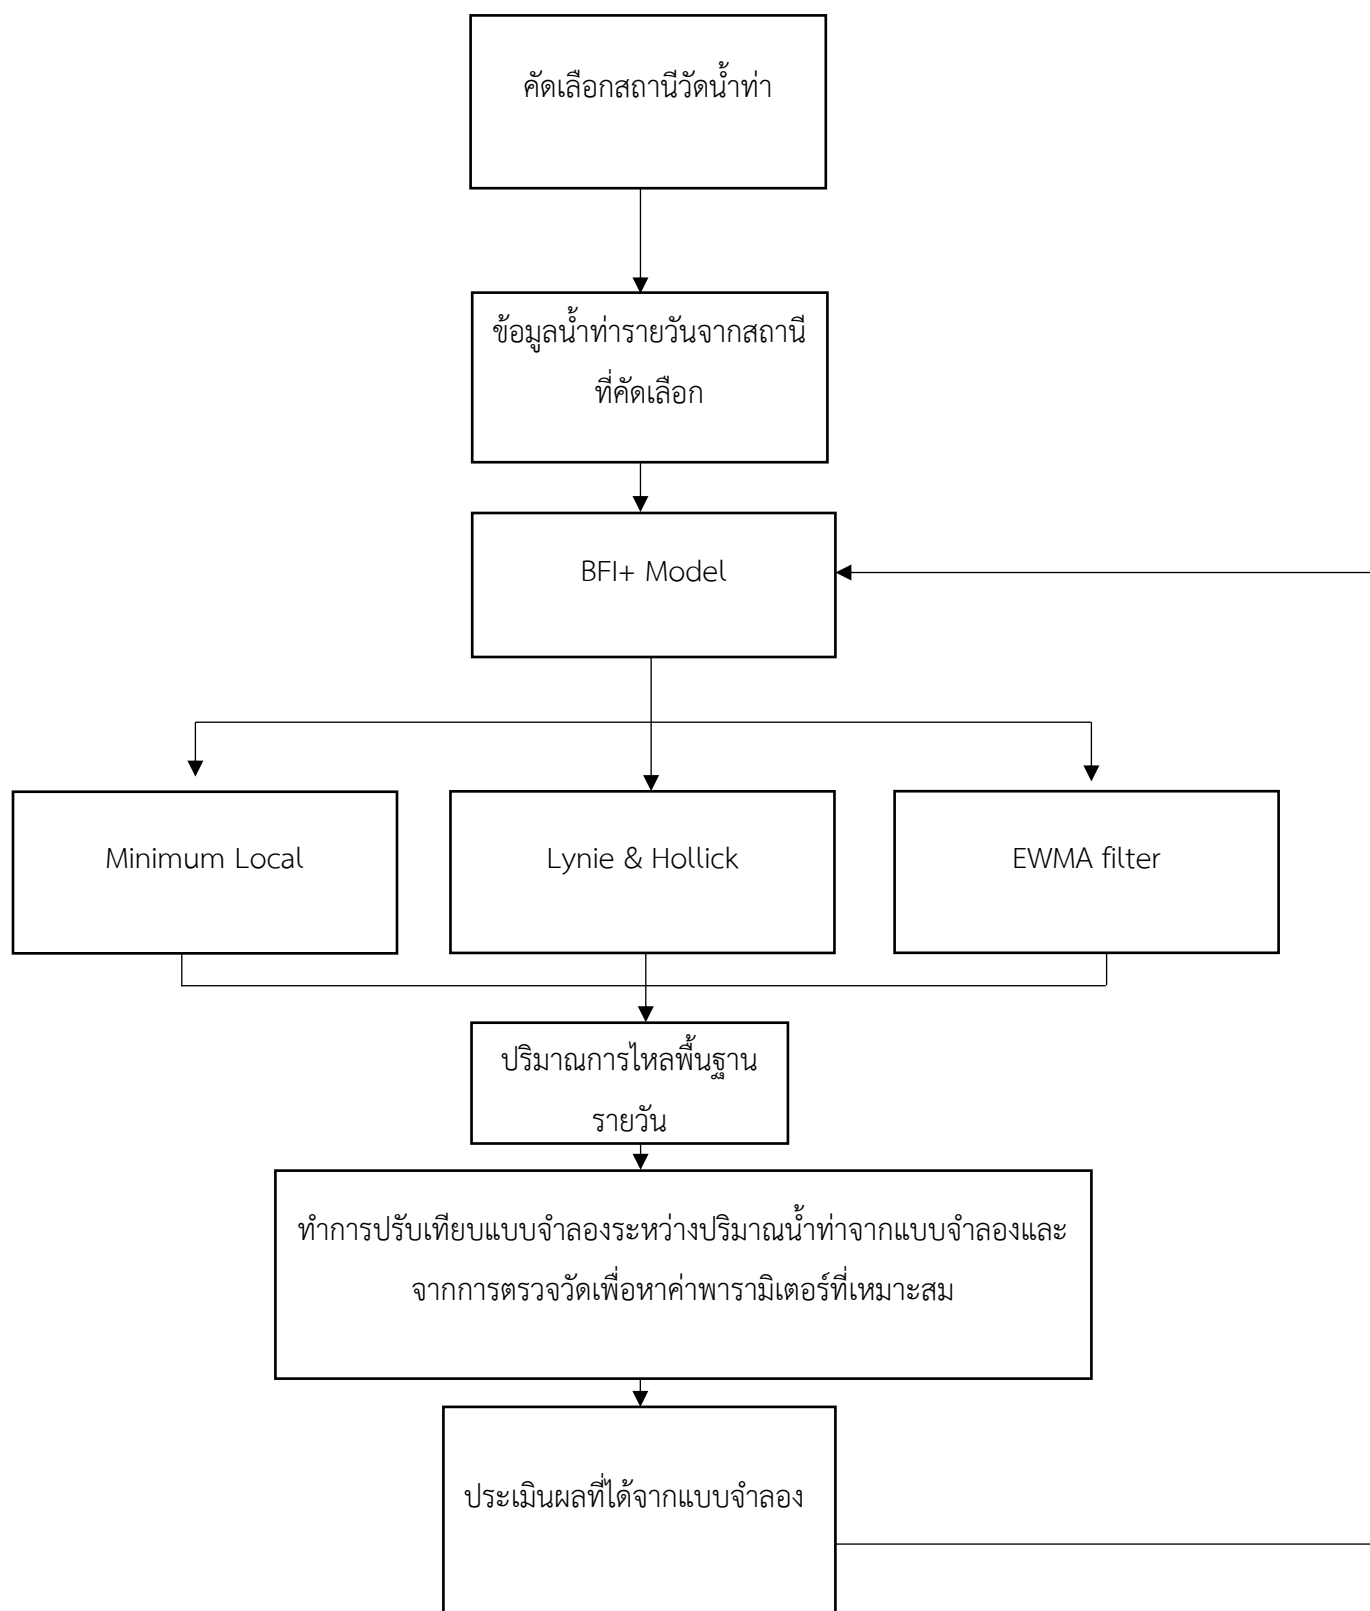 คัดเลือกสถานีวัดน้ำท่า
ข้อมูลน้ำท่ารายวันจากสถานี
ที่คัดเลือก
BFI+ Model
Minimum Local
Lynie & Hollick
EWMA filter
ปริมาณการไหลพื้นฐาน
รายวัน
ทำการปรับเทียบแบบจำลองระหว่างปริมาณน้ำท่าจากแบบจำลองและ
จากการตรวจวัดเพื่อหาค่าพารามิเตอร์ที่เหมาะสม
ประเมินผลที่ได้จากแบบจำลอง